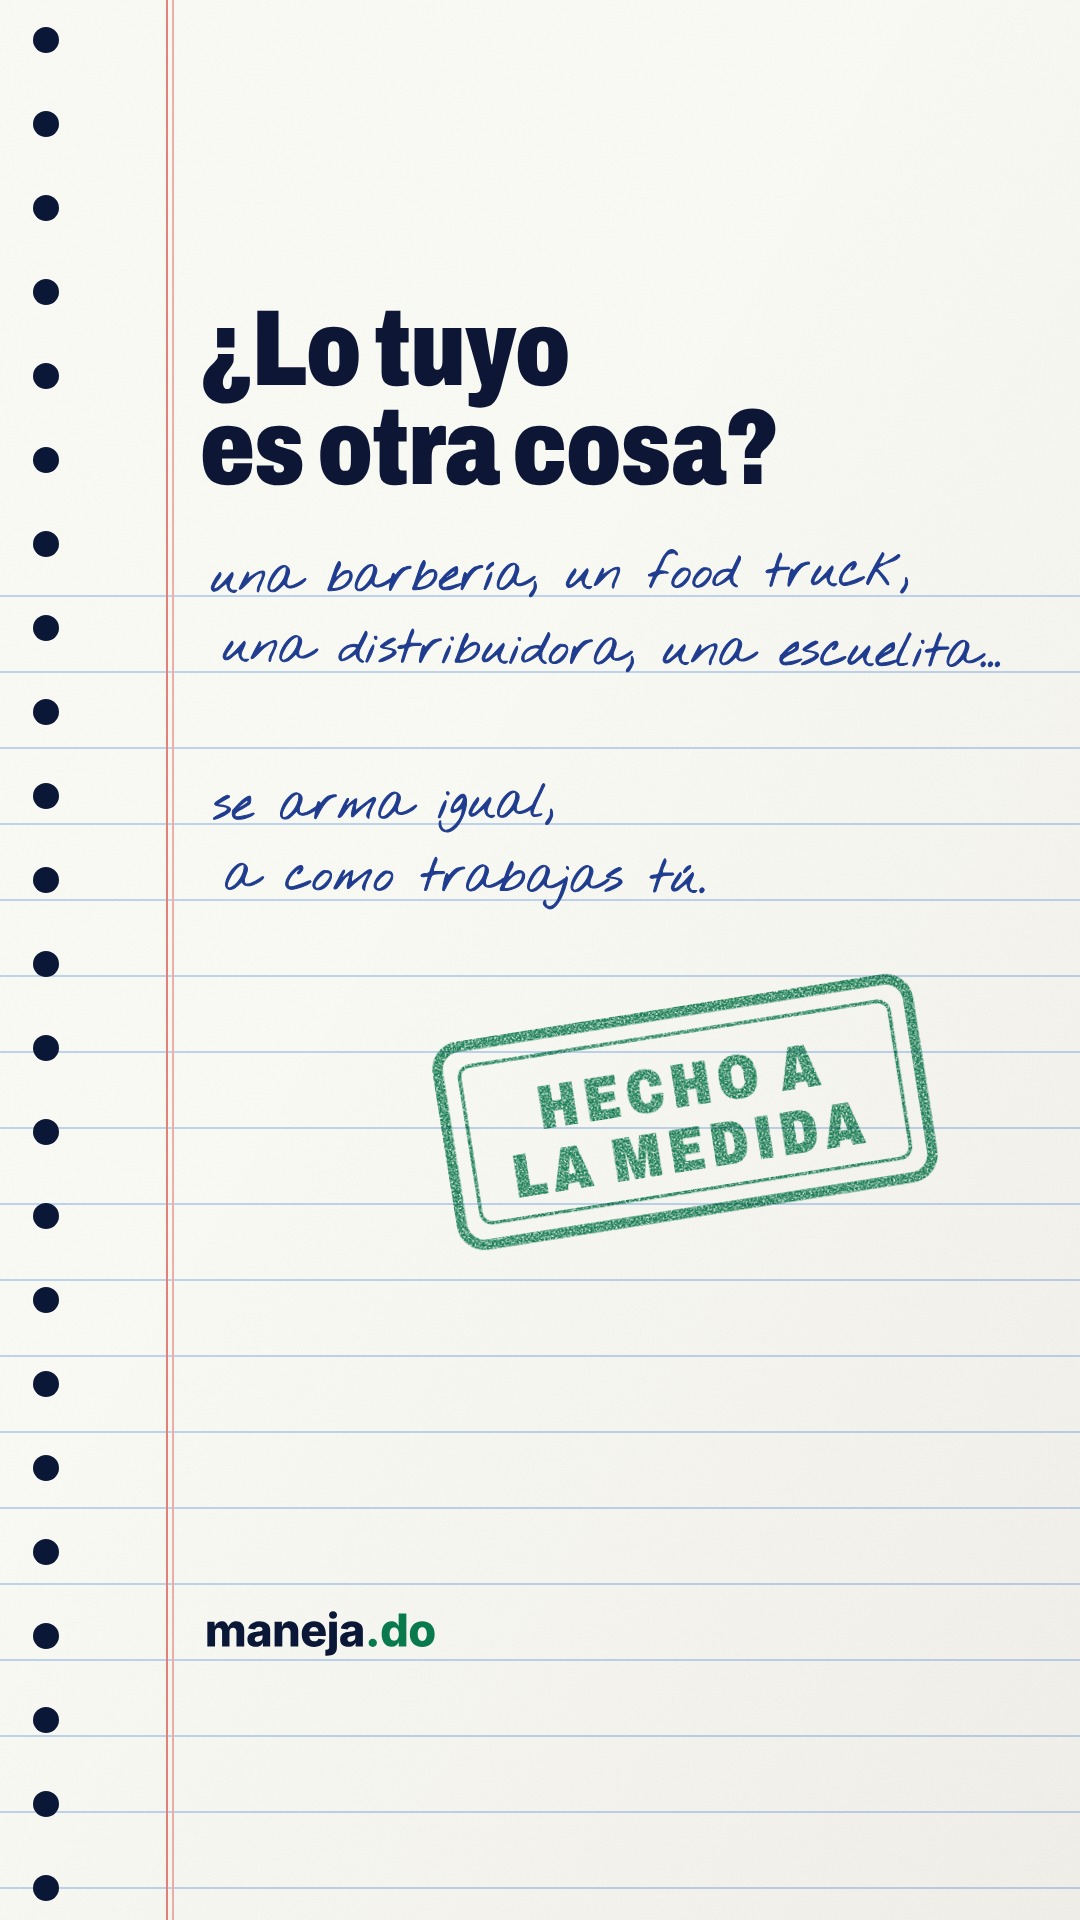 ¿Lo tuyo
es otra cosa?
una barbería, un food truck,
una distribuidora, una escuelita...
se arma igual,
a como trabajas tú.
HECHO A
LA MEDIDA
maneja.do